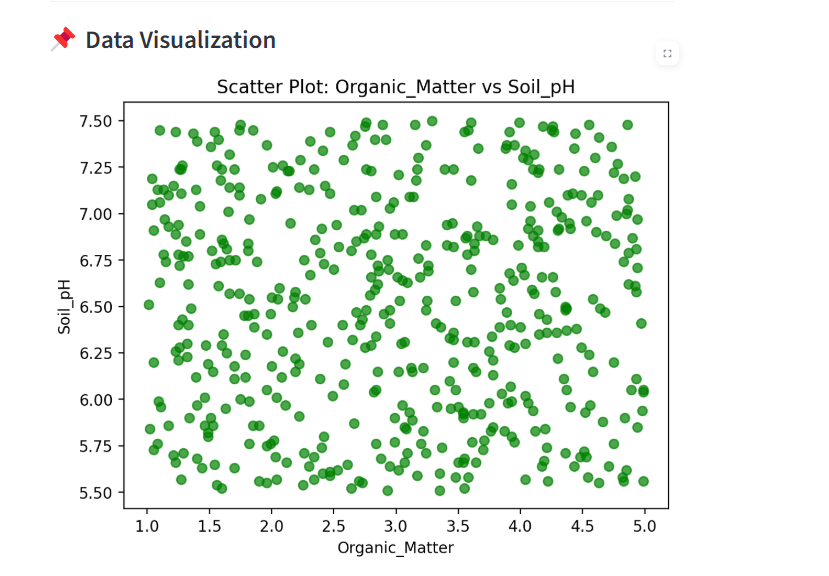 Data Visualization
Scatter Plot: Organic_Matter vs Soil_pH
7.50
7.25
7.00
6.75
6.50
6.25
6.00
5.75
5.50
Soil_pH
1.0 1.5 2.0 2.5 3.0 3.5 4.0 4.5 5.0
Organic_Matter